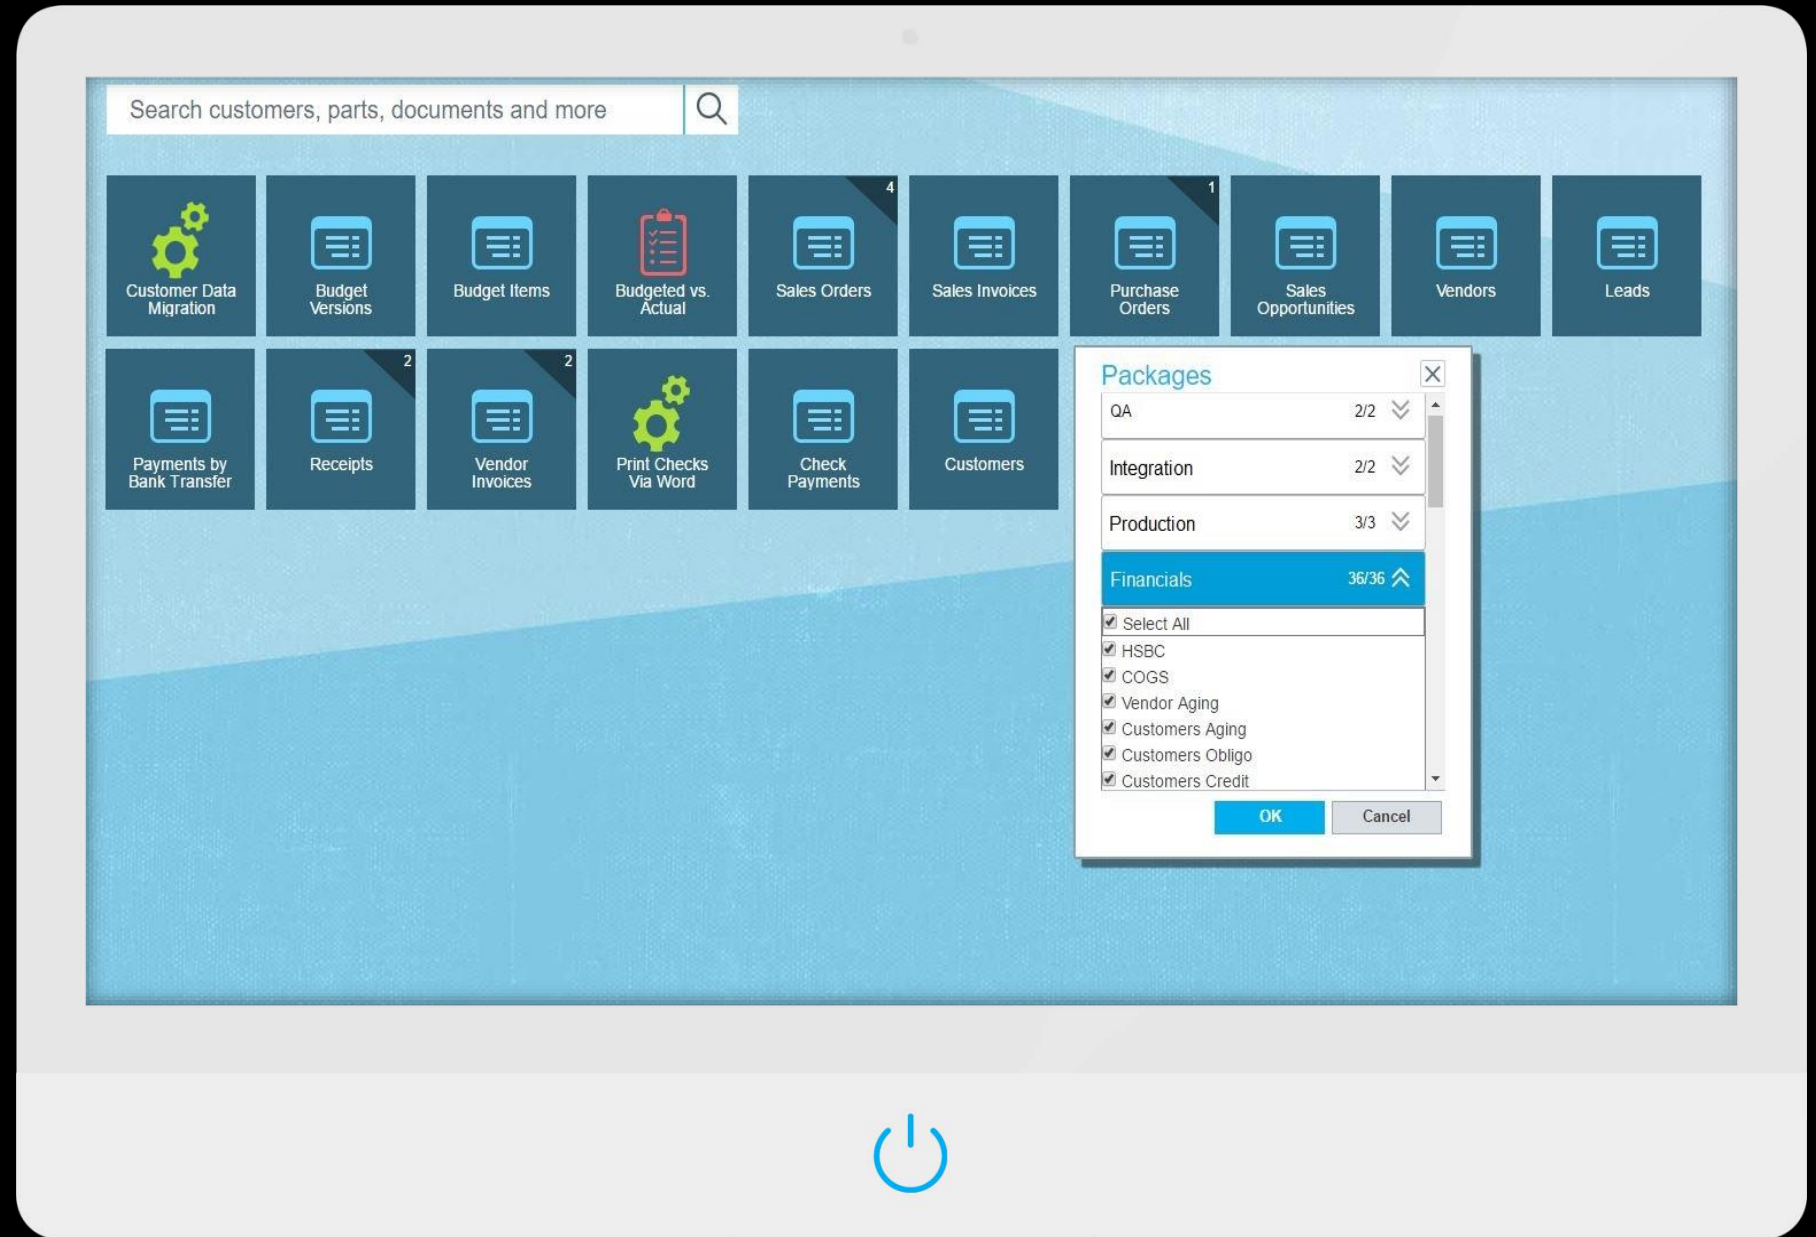 Search customers, parts, documents and more
4
1
Customer Data
Migration
Budget
Versions
Budget Items
Budgeted vs.
Actual
Sales Orders
Sales Invoices
Purchase
Orders
Sales
Opportunities
Vendors
Leads
2
2
Payments by
Bank Transfer
Receipts
Vendor
Invoices
Print Checks
Via Word
Check
Payments
Customers
Packages
QA 2/2
Integration 2/2
Production 3/3
Financials 36/36
Select All
HSBC
COGS
Vendor Aging
Customers Aging
Customers Obligo
Customers Credit
OK Cancel